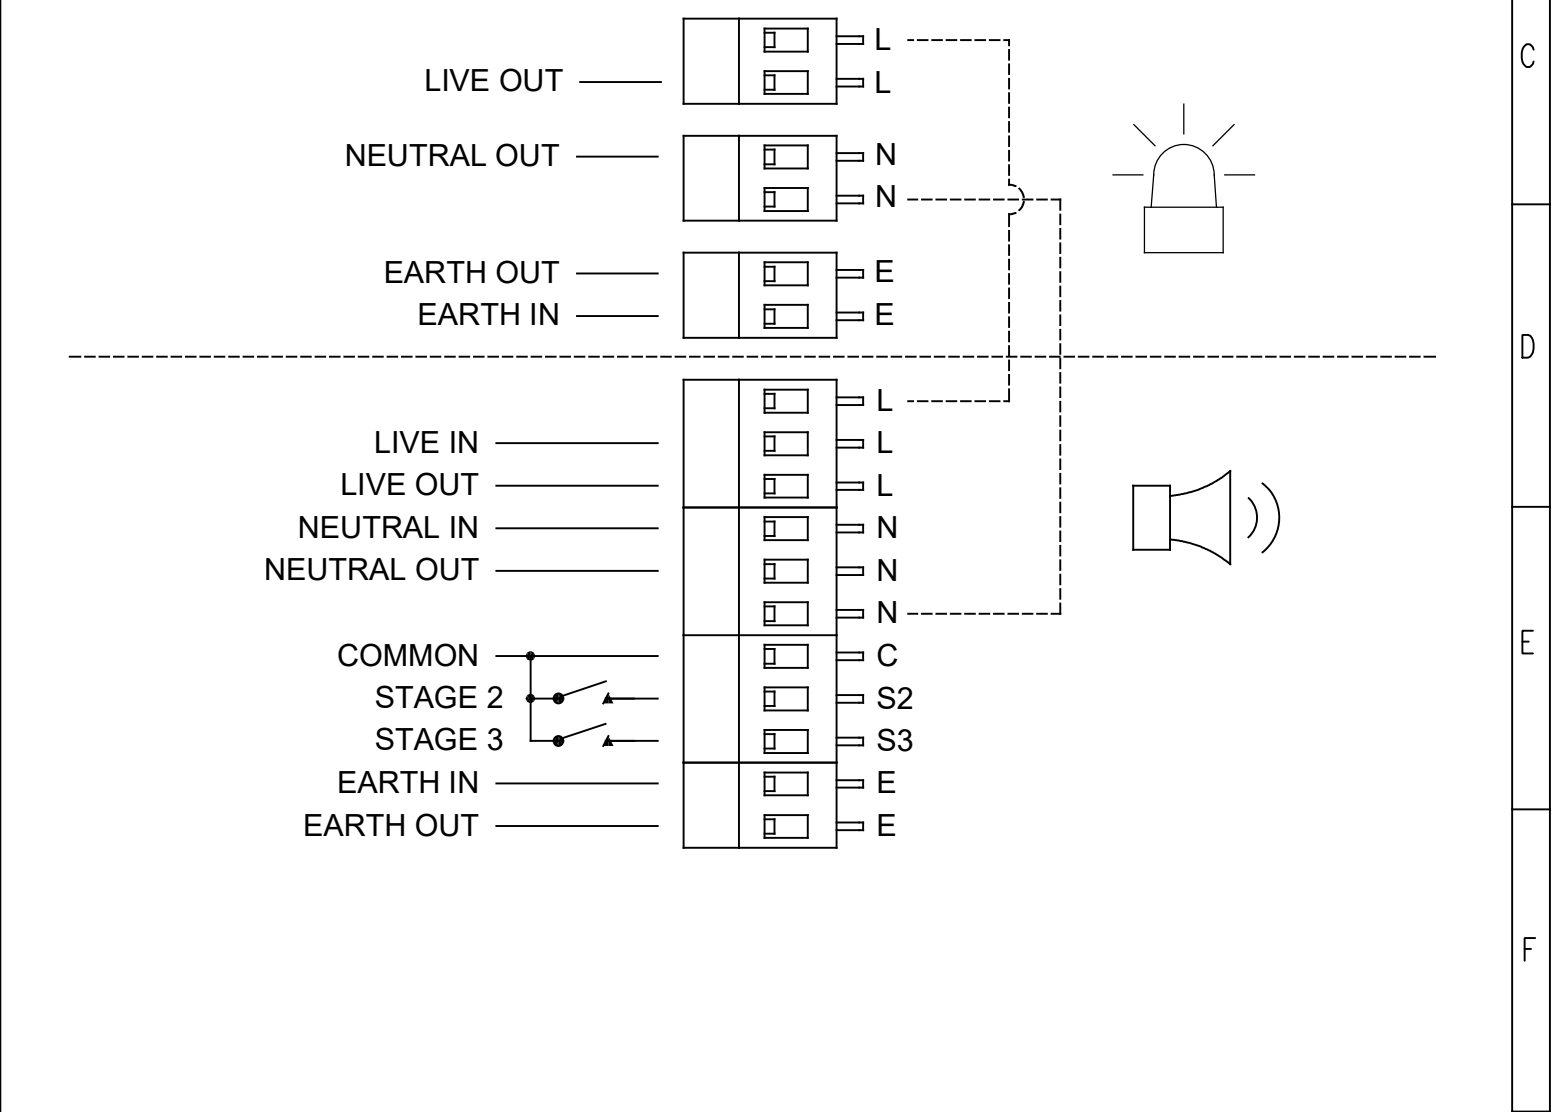 L
LIVE OUT L
NEUTRAL OUT N
N
EARTH OUT E
EARTH IN E
L
LIVE IN L
LIVE OUT L
NEUTRAL IN N
NEUTRAL OUT N
N
COMMON C
STAGE 2 S2
STAGE 3 S3
EARTH IN E
EARTH OUT E
C
D
E
F